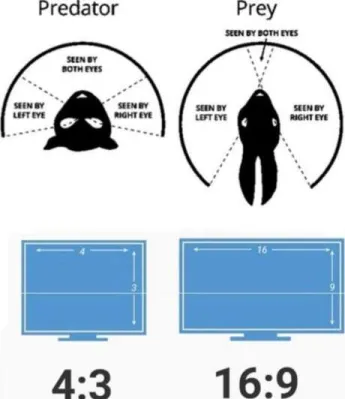 Predator
Prey
SEEN BY
BOTH EYES
SEEN BY
LEFT EYE
SEEN BY
RIGHT EYE
SEEN BY BOTH EYES
SEEN BY
LEFT EYE
SEEN BY
RIGHT EYE
4
3
16
9
4:3
16:9